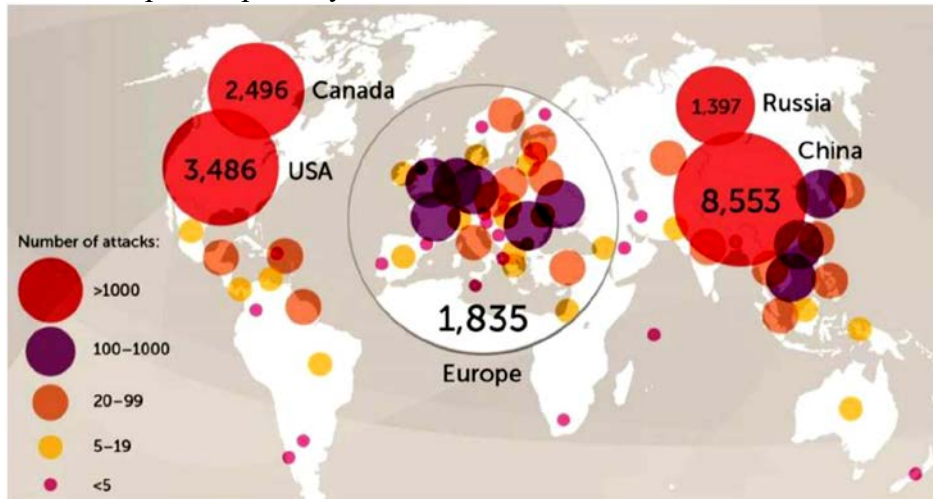 2,496 Canada
1,397 Russia
3,486 USA
China
8,553
Number of attacks:
>1000
100–1000
20–99
5–19
<5
1,835
Europe